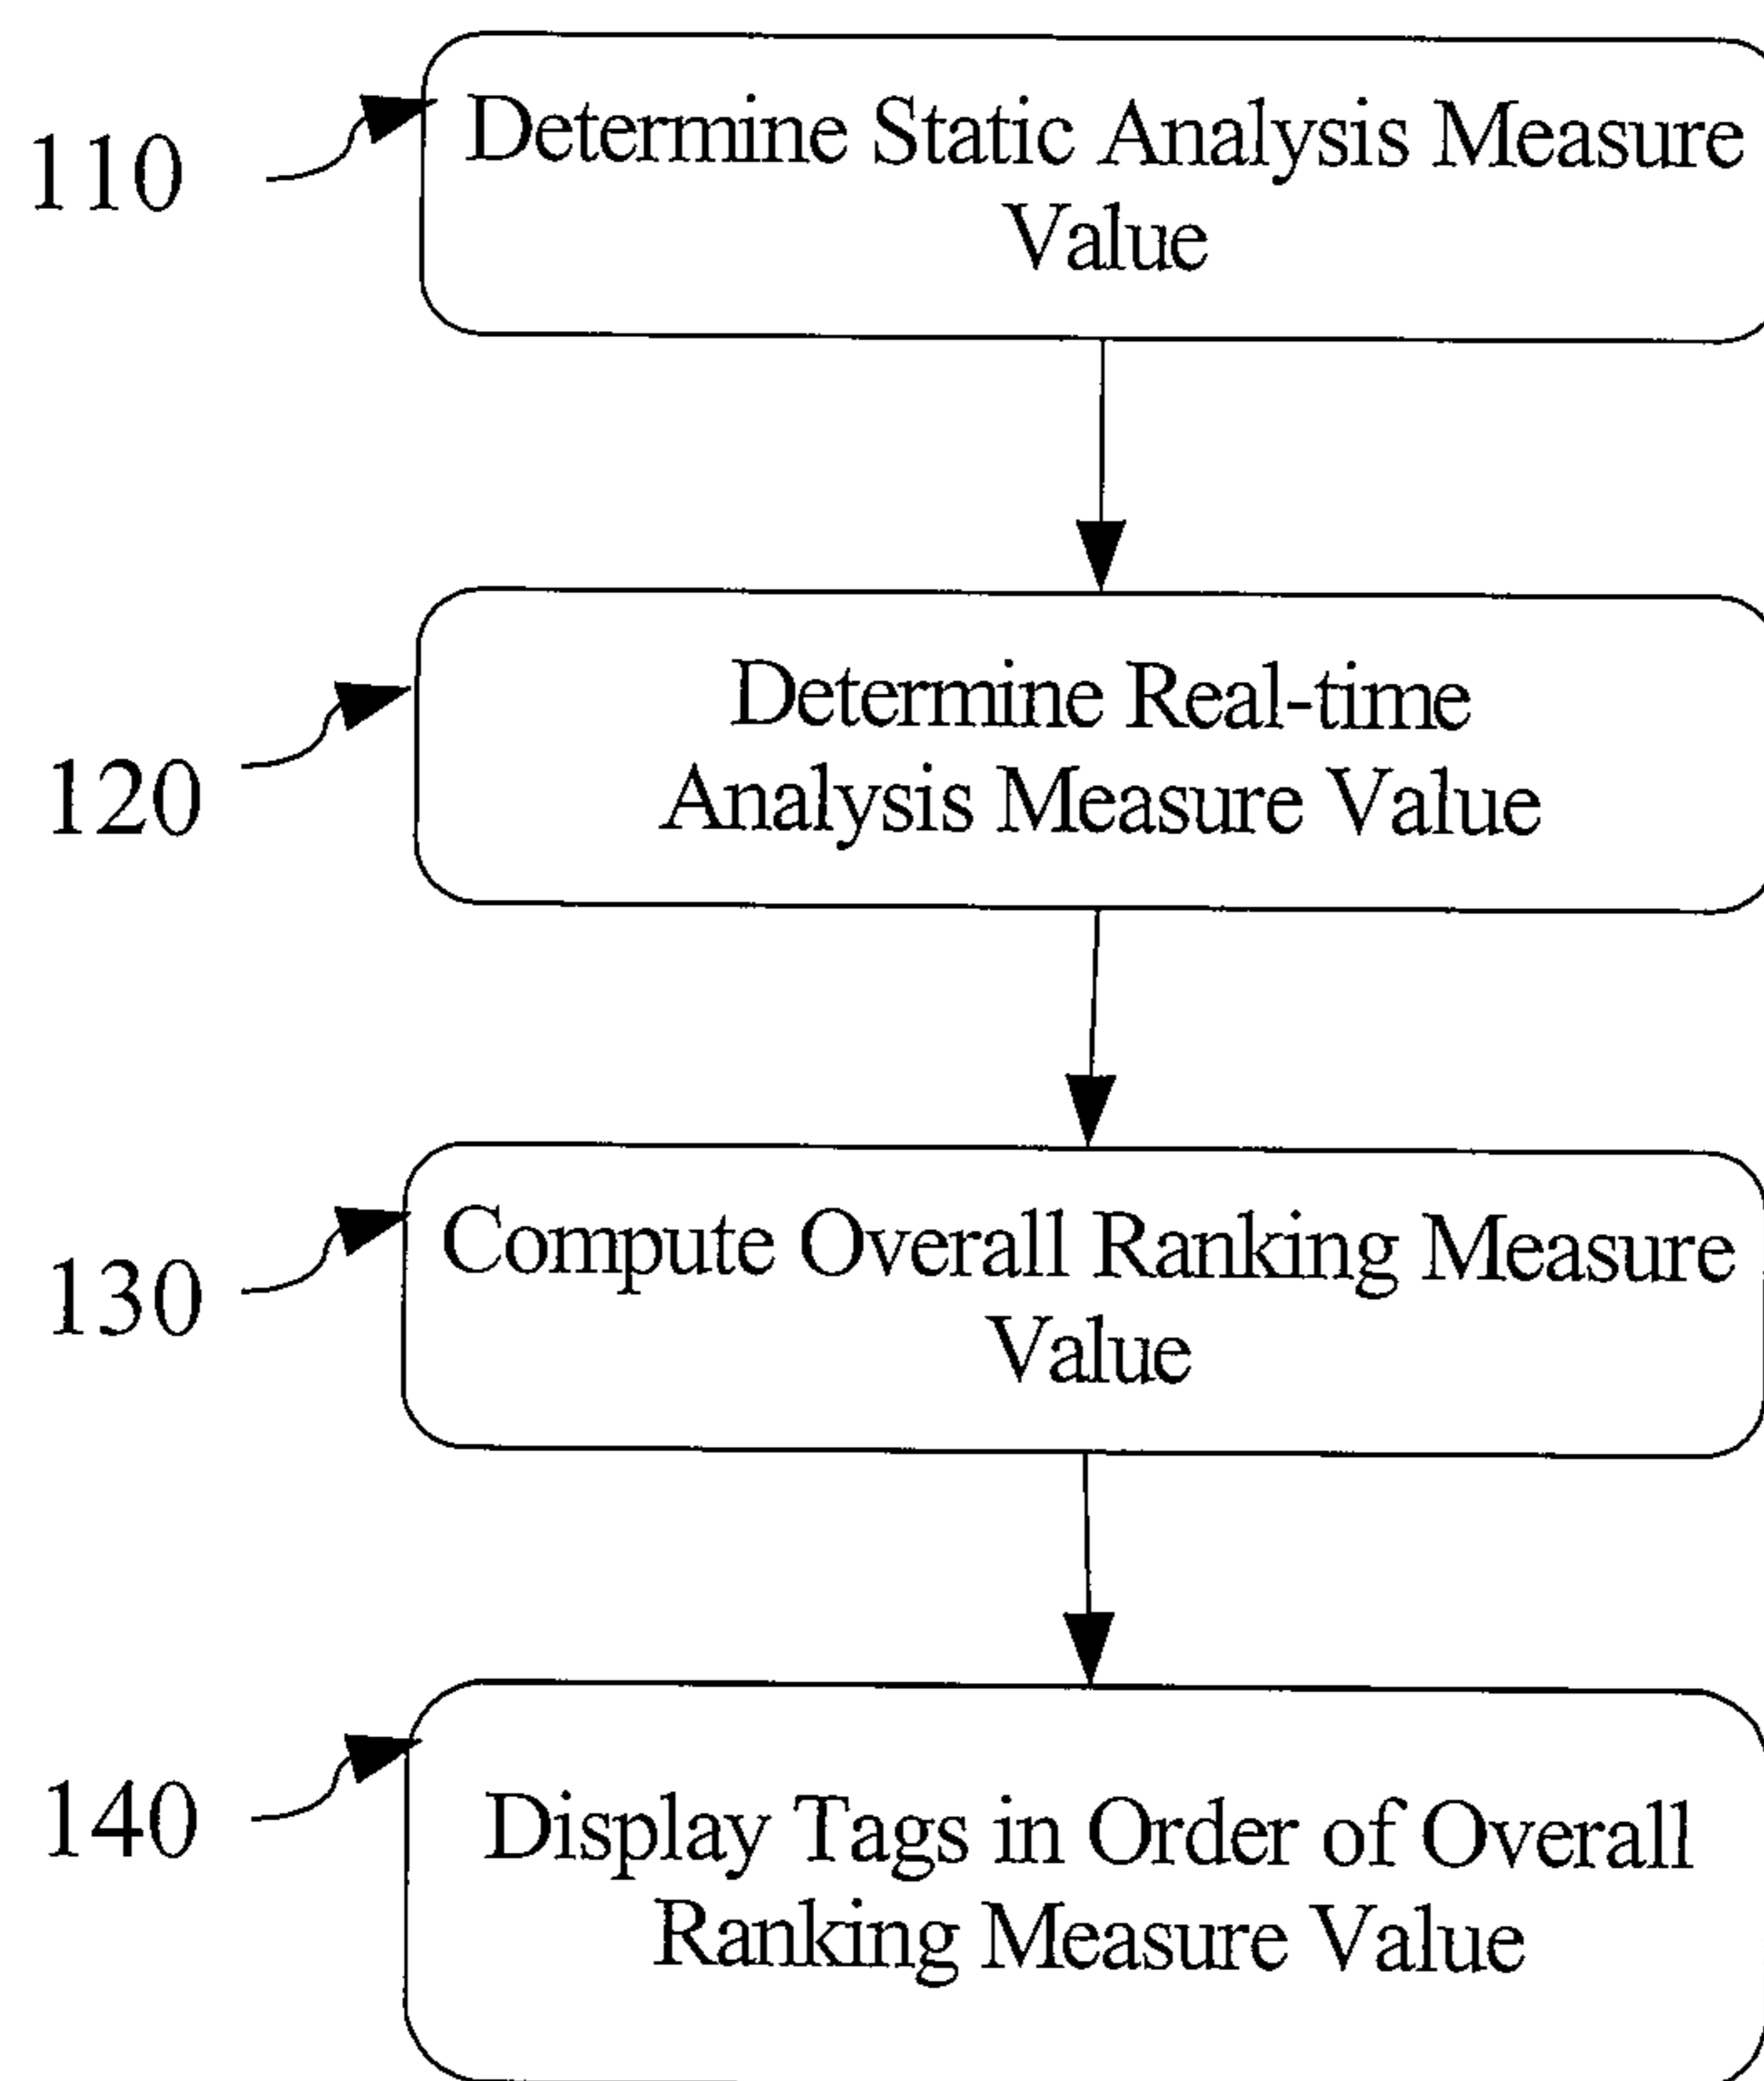 110
Determine Static Analysis Measure
Value
120
Determine Real-time
Analysis Measure Value
130
Compute Overall Ranking Measure
Value
140
Display Tags in Order of Overall
Ranking Measure Value